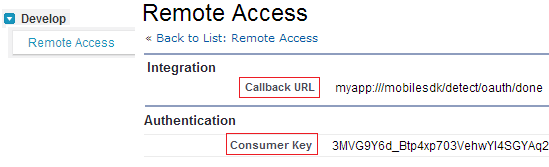 Develop
Remote Access
Remote Access
« Back to List: Remote Access
Integration
Callback URL myapp:///mobilesdk/detect/oauth/done
Authentication
Consumer Key 3MVG9Y6d_Btp4xp703VehwYI4SGYAq2